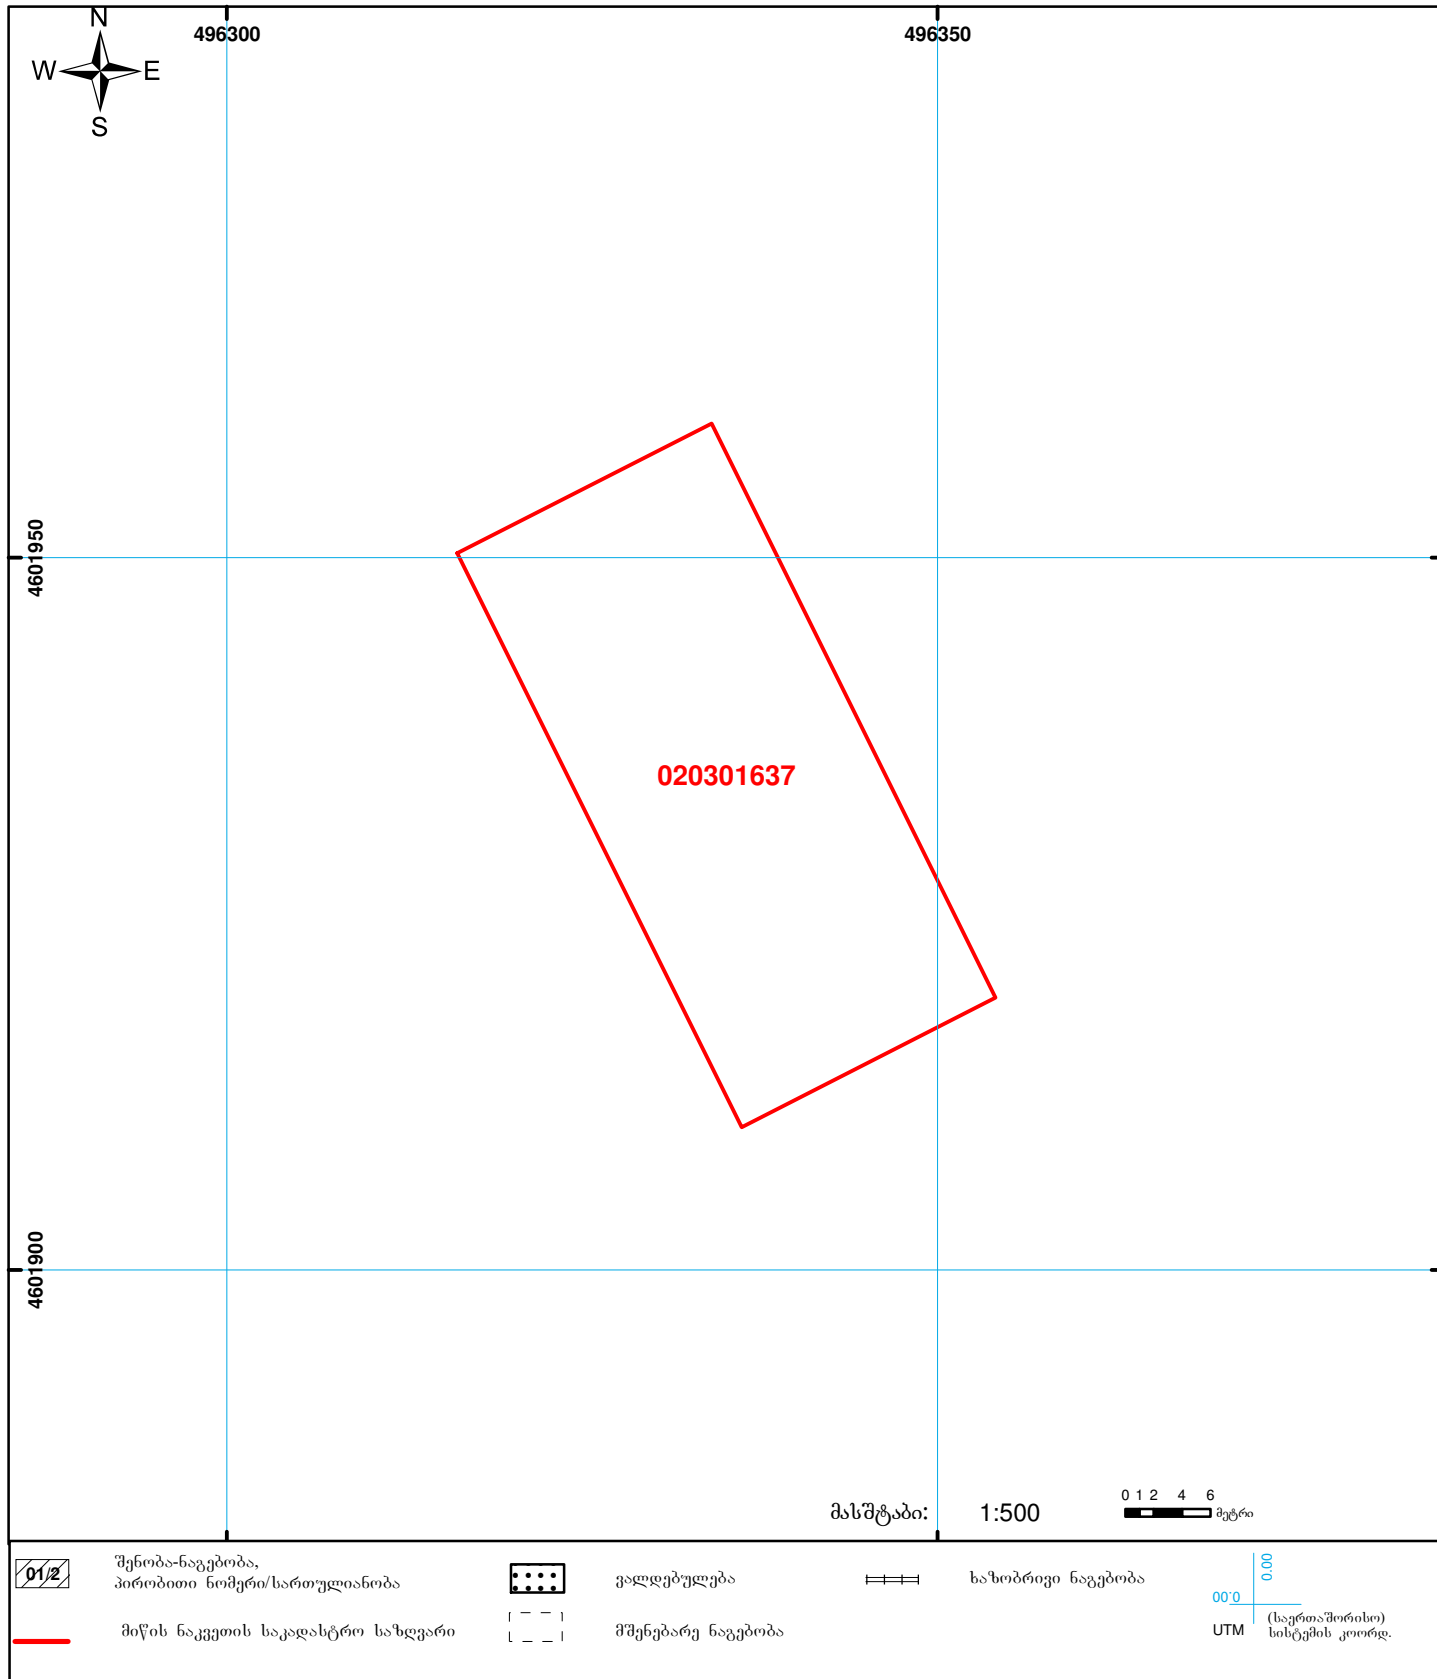 N
W E
S
496300
496350
4601950
020301637
4601900
მასშტაბი: 1:500
0 1 2 4 6
მეტრი
01/2
შენობა-ნაგებობა,
პირობითი ნომერი/სართულიანობა
ვალდებულება
ხაზობრივი ნაგებობა
მიწის ნაკვეთის საკადასტრო საზღვარი
მშენებარე ნაგებობა
0.00
00.0
UTM
(საერთაშორისო)
სისტემის კოორდ.